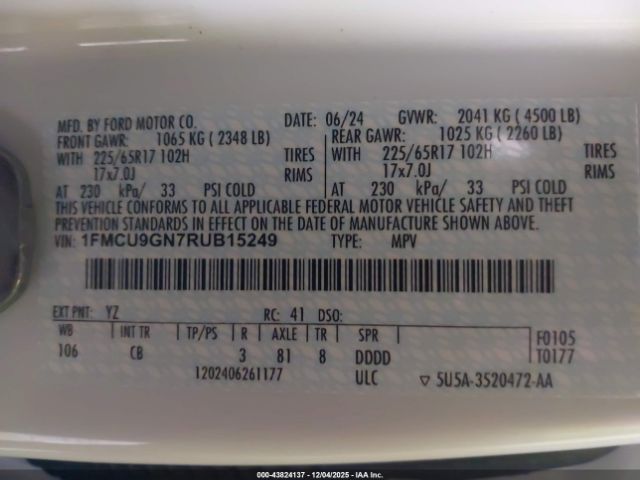 MFD. BY FORD MOTOR CO. DATE: 06/24 GVWR: 2041 KG ( 4500 LB)
FRONT GAWR: 1065 KG ( 2348 LB) REAR GAWR: 1025 KG ( 2260 LB)
WITH 225/65R17 102H TIRES WITH 225/65R17 102H TIRES
17x7.0J RIMS 17x7.0J RIMS
AT 230 kPa/ 33 PSI COLD AT 230 kPa/ 33 PSI COLD
THIS VEHICLE CONFORMS TO ALL APPLICABLE FEDERAL MOTOR VEHICLE SAFETY AND THEFT
PREVENTION STANDARDS IN EFFECT ON THE DATE OF MANUFACTURE SHOWN ABOVE.
VIN: 1FMCU9GN7RUB15249 TYPE: MPV
EXT PNT: YZ RC: 41 DSO:
WB INT TR TP/PS R AXLE TR SPR F0105
106 CB 3 81 8 DDDD T0177
1202406261177 ULC ▽ 5U5A-3520472-AA
000-43824137 - 12/04/2025 - IAA Inc.